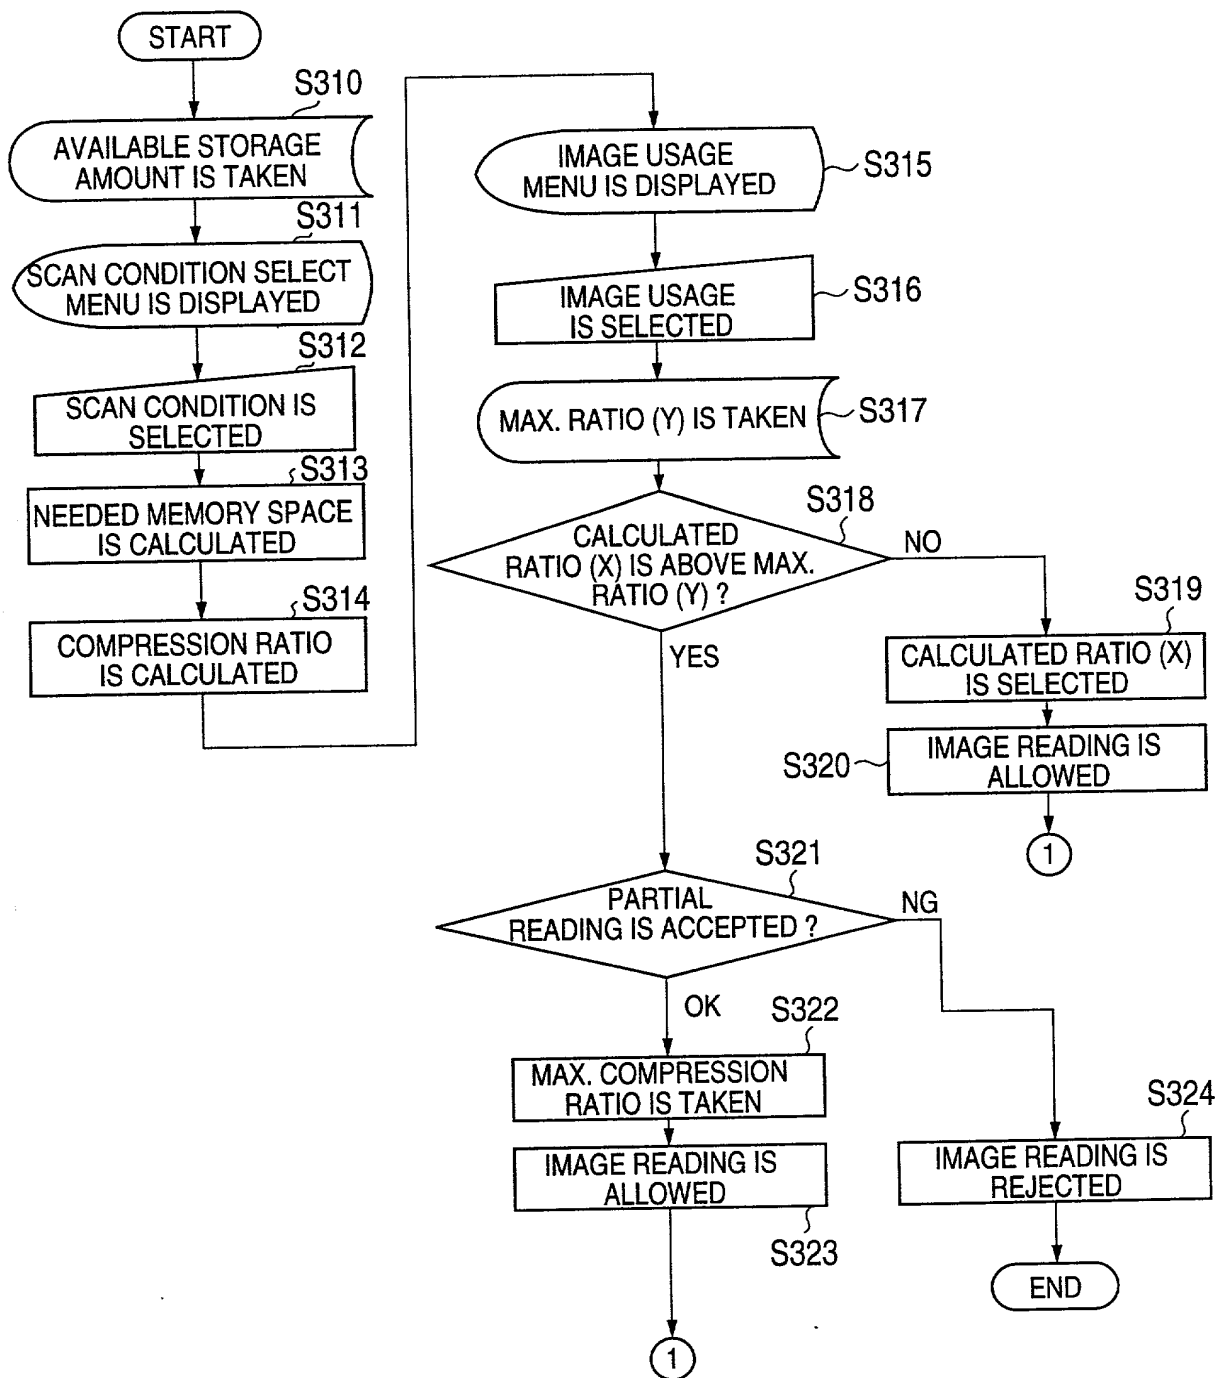 START
S310
AVAILABLE STORAGE
AMOUNT IS TAKEN
S311
SCAN CONDITION SELECT
MENU IS DISPLAYED
S312
SCAN CONDITION IS
SELECTED
S313
NEEDED MEMORY SPACE
IS CALCULATED
S314
COMPRESSION RATIO
IS CALCULATED
IMAGE USAGE
MENU IS DISPLAYED
S315
IMAGE USAGE
IS SELECTED
S316
MAX. RATIO (Y) IS TAKEN
S317
S318
CALCULATED
RATIO (X) IS ABOVE MAX.
RATIO (Y) ?
NO
YES
S319
CALCULATED RATIO (X)
IS SELECTED
S320
IMAGE READING IS
ALLOWED
1
S321
PARTIAL
READING IS ACCEPTED ?
NG
OK
S322
MAX. COMPRESSION
RATIO IS TAKEN
IMAGE READING IS
ALLOWED
S323
1
S324
IMAGE READING IS
REJECTED
END